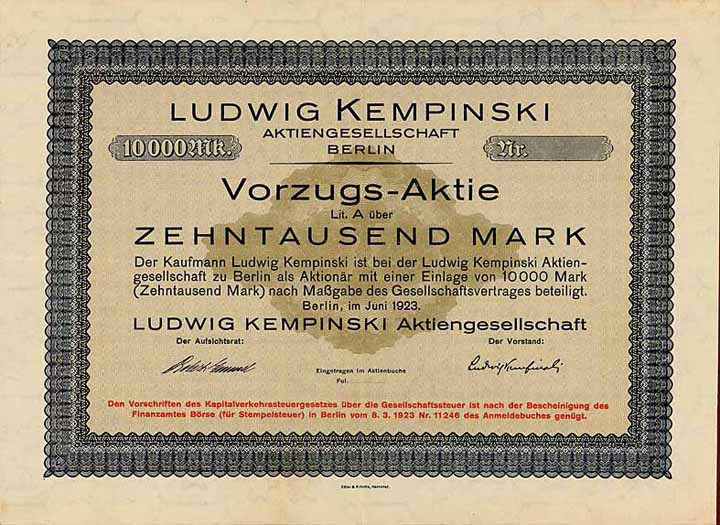 LUDWIG KEMPINSKI
AKTIENGESELLSCHAFT
BERLIN
10000Mk.
Nr.
Vorzugs-Aktie
Lit. A über
ZEHNTAUSEND MARK
Der Kaufmann Ludwig Kempinski ist bei der Ludwig Kempinski Aktien-
gesellschaft zu Berlin als Aktionär mit einer Einlage von 10000 Mark
(Zehntausend Mark) nach Maßgabe des Gesellschaftsvertrages beteiligt.
Berlin, im Juni 1923.
LUDWIG KEMPINSKI Aktiengesellschaft
Der Aufsichtsrat:
Der Vorstand:
Ludwig Kempinski
Eingetragen im Aktienbuche
Fol.
Den Vorschriften des Kapitalverkehrssteuergesetzes über die Gesellschaftssteuer ist nach der Bescheinigung des
Finanzamtes Börse (für Stempelsteuer) in Berlin vom 8. 3. 1923 Nr. 11246 des Anmeldebuches genügt.